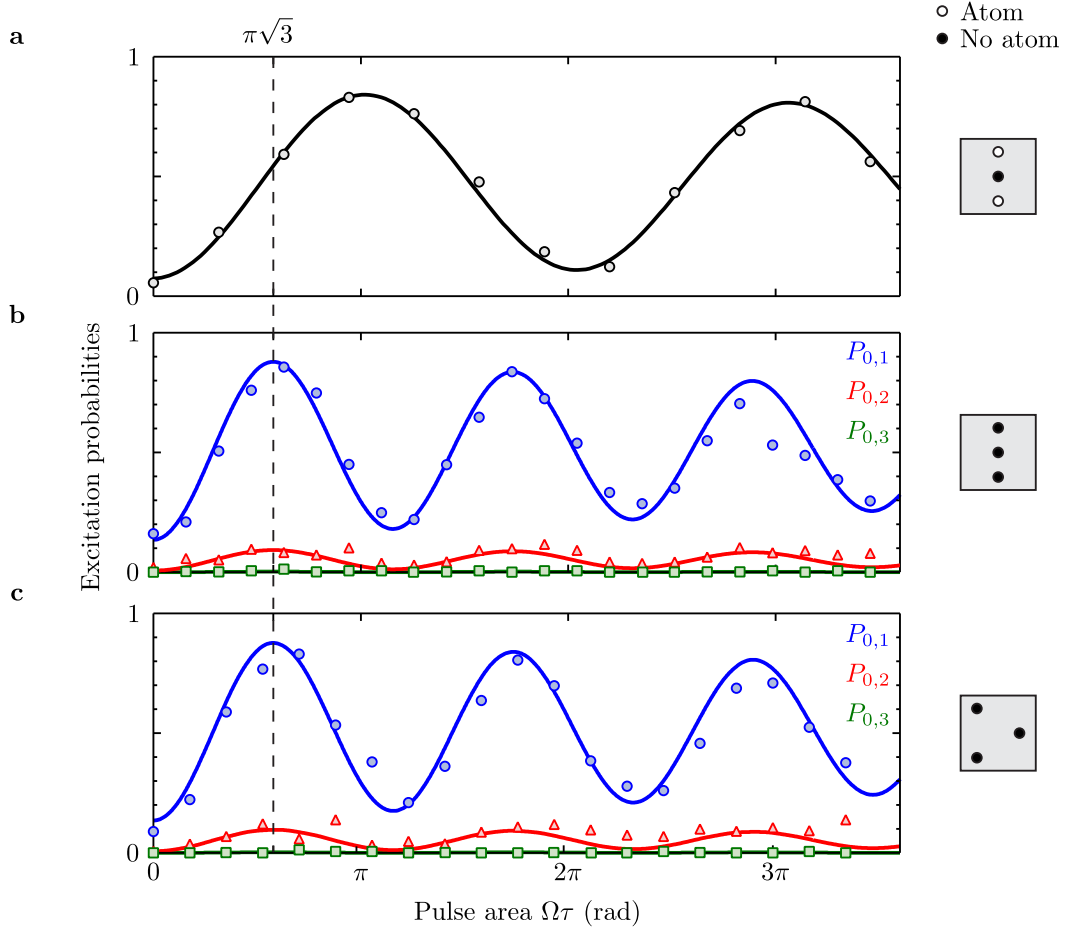 Atom
No atom
a
π√3
1
0
b
Excitation probabilities
1
P0,1
P0,2
P0,3
0
c
1
P0,1
P0,2
P0,3
0
0 π 2π 3π
Pulse area Ωτ (rad)